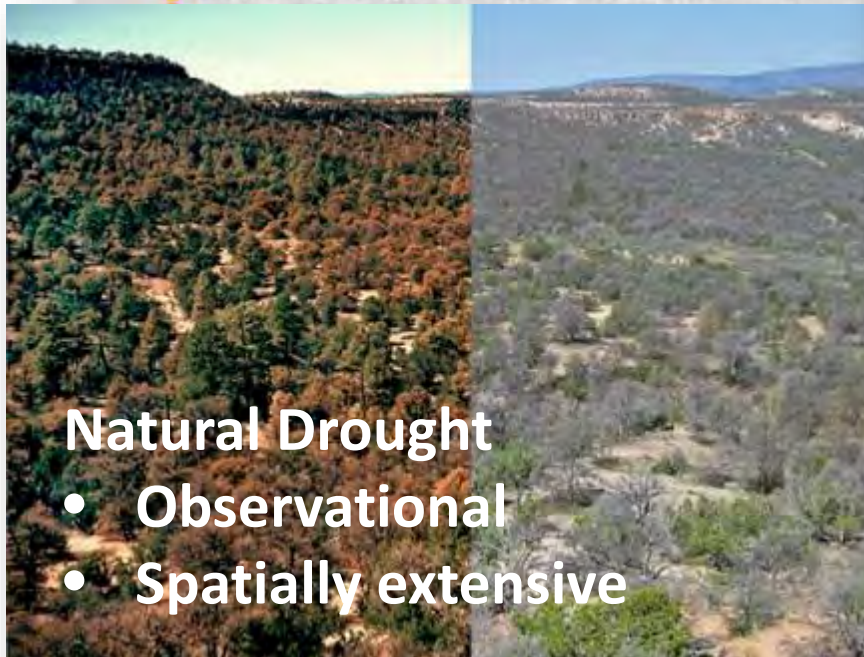 Natural Drought
• Observational
• Spatially extensive